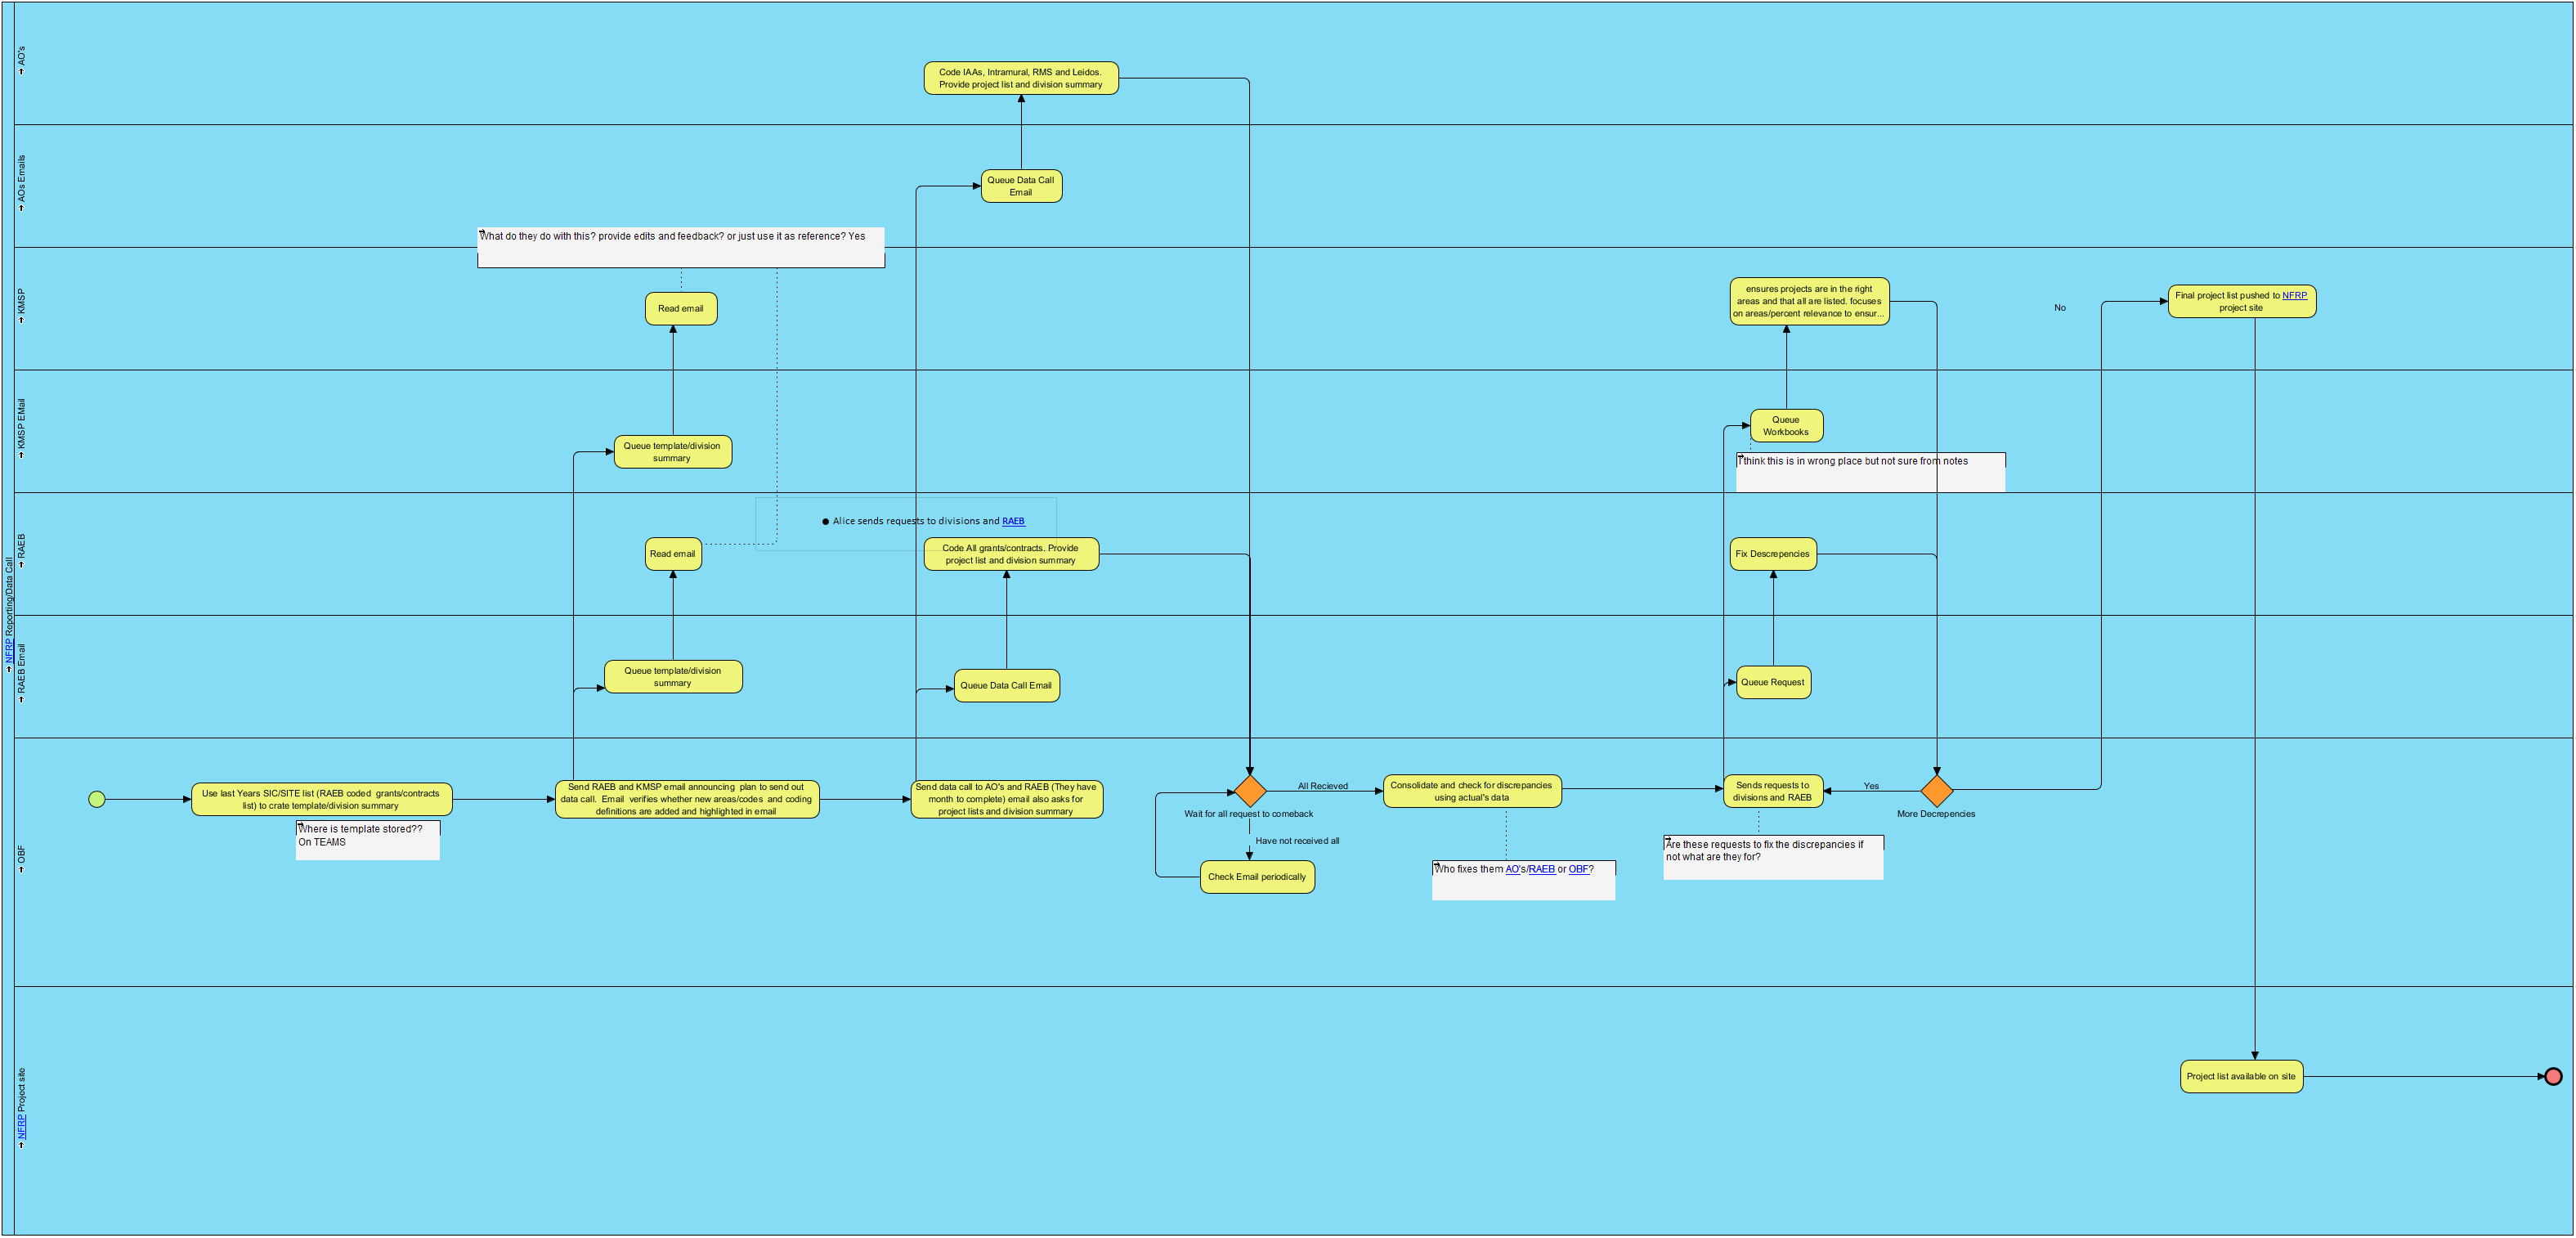 NFRP Reporting/Data Call
AO's
Code IAAs, Intramural, RMS and Leidos.
Provide project list and division summary
AOs Emails
Queue Data Call
Email
What do they do with this? provide edits and feedback? or just use it as reference? Yes
KMSP
Read email
ensures projects are in the right
areas and that all are listed. focuses
on areas/percent relevance to ensur...
No
Final project list pushed to NFRP
project site
KMSP EMail
Queue template/division
summary
Queue
Workbooks
I think this is in wrong place but not sure from notes
RAEB
Read email
● Alice sends requests to divisions and RAEB
Code All grants/contracts. Provide
project list and division summary
Fix Descrepencies
RAEB Email
Queue template/division
summary
Queue Data Call Email
Queue Request
OBF
Use last Years SIC/SITE list (RAEB coded grants/contracts
list) to crate template/division summary
Where is template stored??
On TEAMS
Send RAEB and KMSP email announcing plan to send out
data call. Email verifies whether new areas/codes and coding
definitions are added and highlighted in email
Send data call to AO's and RAEB (They have
month to complete) email also asks for
project lists and division summary
Wait for all request to comeback
All Recieved
Have not received all
Check Email periodically
Consolidate and check for discrepancies
using actual's data
Who fixes them AO's/RAEB or OBF?
Sends requests to
divisions and RAEB
Are these requests to fix the discrepancies if
not what are they for?
Yes
More Decrepencies
NFRP Project site
Project list available on site